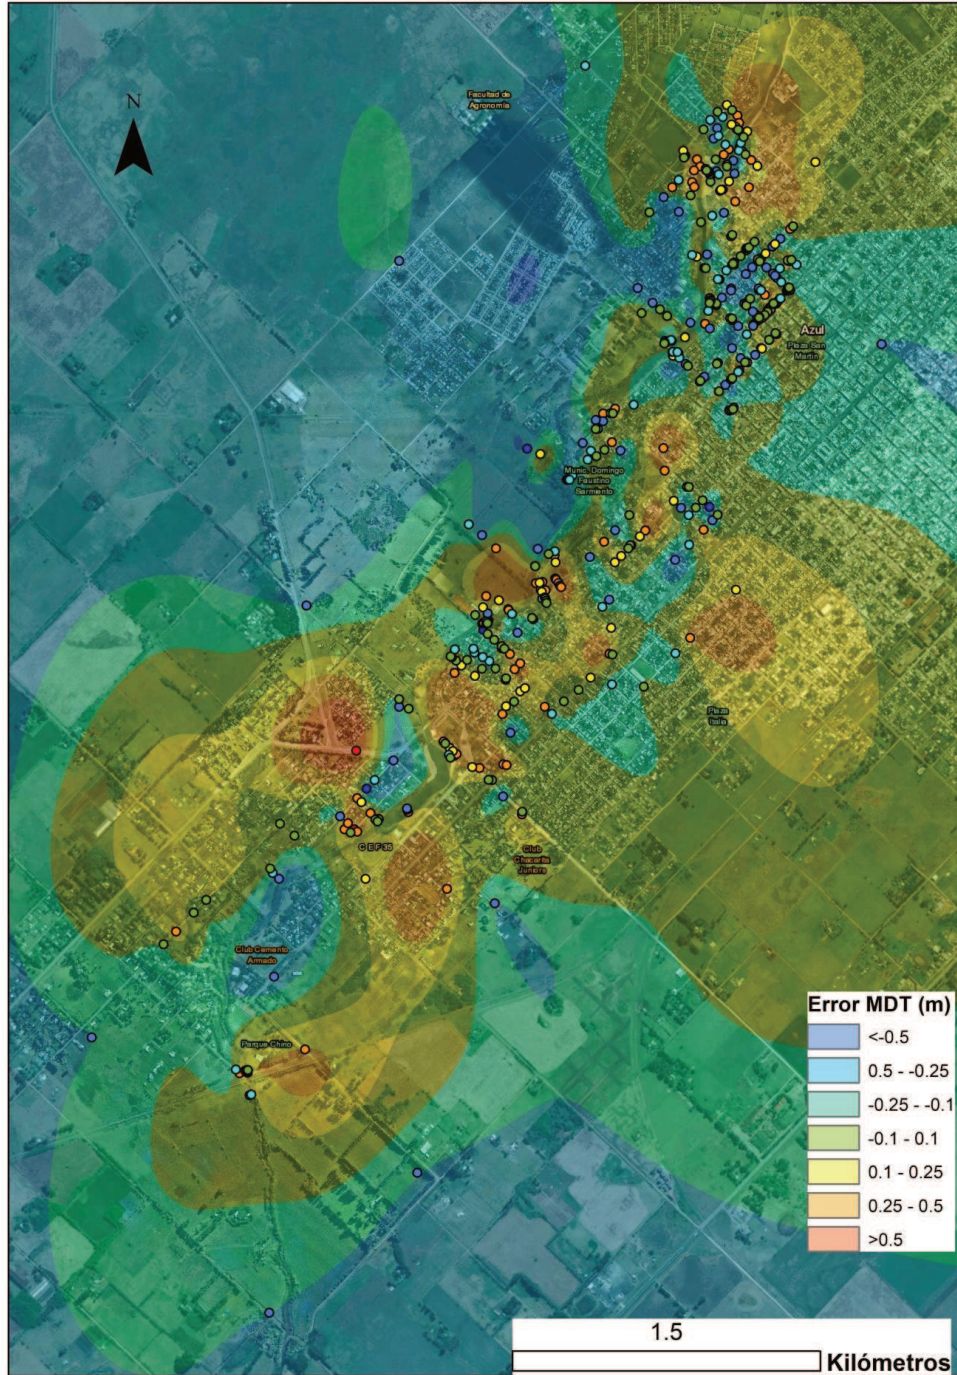 N
Facultad de
Agronomía
Azul
Plaza San
Martín
Munic. Domingo
Faustino
Sarmiento
Plaza
Italia
C E F 35
Club
Chacarita
Juniors
Club Cemento
Armado
Parque Chino
Error MDT (m)
<-0.5
0.5 - -0.25
-0.25 - -0.1
-0.1 - 0.1
0.1 - 0.25
0.25 - 0.5
>0.5
1.5
Kilómetros